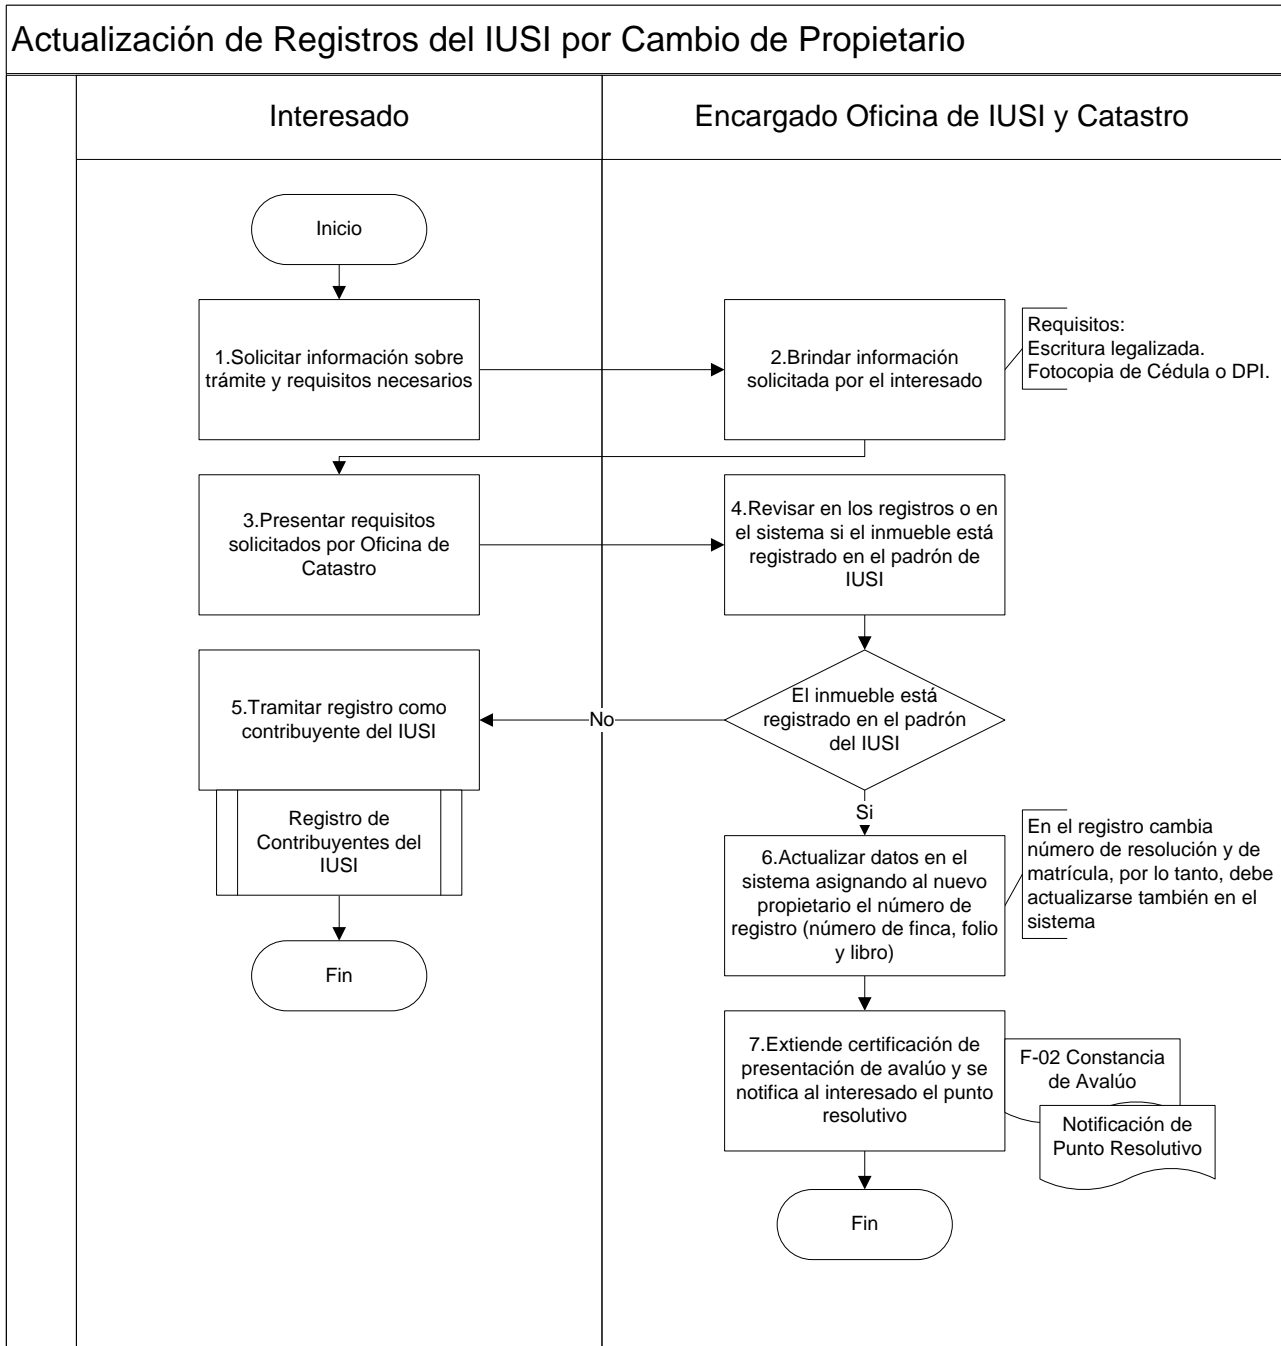 Actualización de Registros del IUSI por Cambio de Propietario
Interesado
Encargado Oficina de IUSI y Catastro
Inicio
1.Solicitar información sobre
trámite y requisitos necesarios
2.Brindar información
solicitada por el interesado
Requisitos:
Escritura legalizada.
Fotocopia de Cédula o DPI.
3.Presentar requisitos
solicitados por Oficina de
Catastro
4.Revisar en los registros o en
el sistema si el inmueble está
registrado en el padrón de
IUSI
El inmueble está
registrado en el padrón
del IUSI
No
5.Tramitar registro como
contribuyente del IUSI
Registro de
Contribuyentes del
IUSI
Fin
Si
6.Actualizar datos en el
sistema asignando al nuevo
propietario el número de
registro (número de finca, folio
y libro)
En el registro cambia
número de resolución y de
matrícula, por lo tanto, debe
actualizarse también en el
sistema
7.Extiende certificación de
presentación de avalúo y se
notifica al interesado el punto
resolutivo
F-02 Constancia
de Avalúo
Notificación de
Punto Resolutivo
Fin